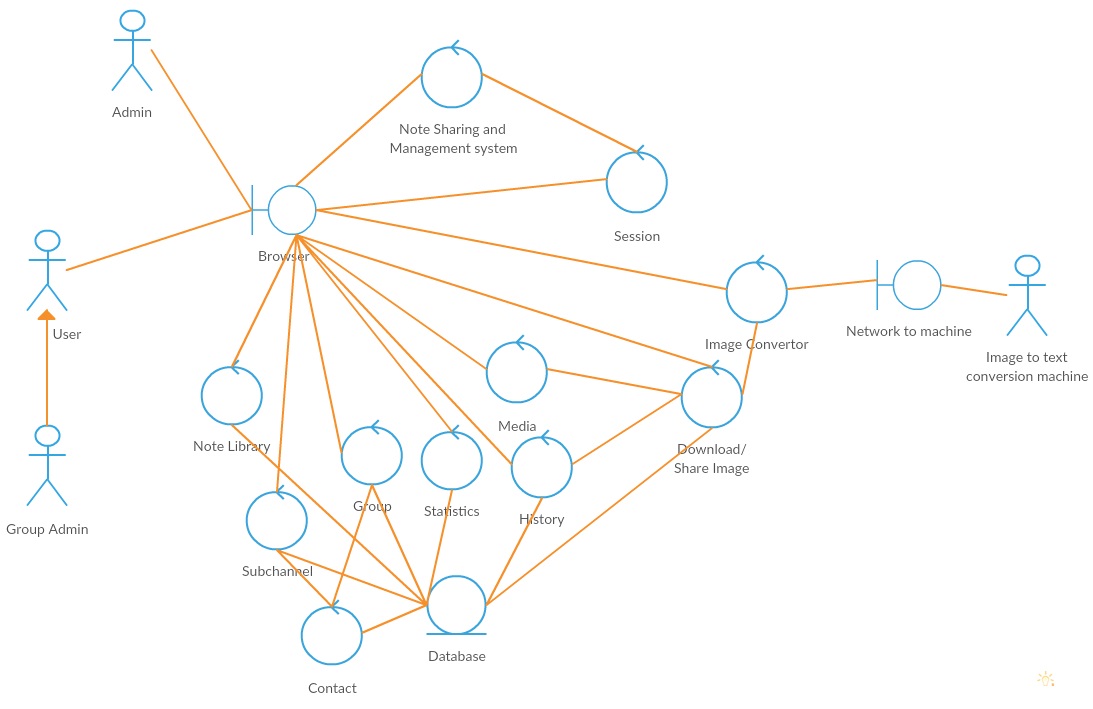 Admin
Note Sharing and
Management system
Session
Browser
User
Network to machine
Image Convertor
Image to text
conversion machine
Note Library
Media
Download/
Share Image
Group
Statistics
History
Group Admin
Subchannel
Database
Contact